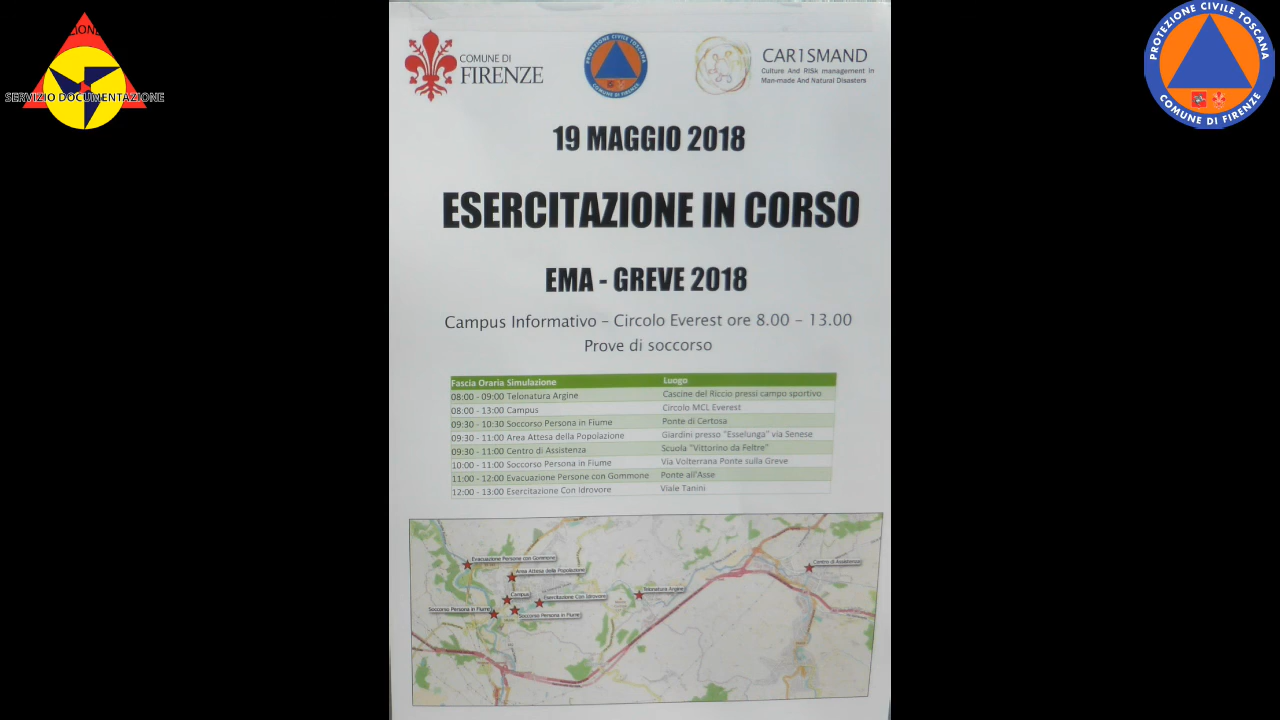 ZIONE
SERVIZIO DOCUMENTAZIONE
PROTEZIONE CIVILE TOSCANA
COMUNE DI FIRENZE
COMUNE DI
FIRENZE
PROTEZIONE CIVILE TOSCANA
COMUNE DI FIRENZE
CARISMAND
Culture And RISk management in
Man-made And Natural Disasters
19 MAGGIO 2018
ESERCITAZIONE IN CORSO
EMA - GREVE 2018
Campus Informativo – Circolo Everest ore 8.00 – 13.00
Prove di soccorso
Fascia Oraria Simulazione Luogo
08:00 - 09:00 Telonatura Argine Cascine del Riccio pressi campo sportivo
08:00 - 13:00 Campus Circolo MCL Everest
09:30 - 10:30 Soccorso Persona in Fiume Ponte di Certosa
09:30 - 11:00 Area Attesa della Popolazione Giardini presso "Esselunga" via Senese
09:30 - 11:00 Centro di Assistenza Scuola "Vittorino da Feltre"
10:00 - 11:00 Soccorso Persona in Fiume Via Volterrana Ponte sulla Greve
11:00 - 12:00 Evacuazione Persone con Gommone Ponte all'Asse
12:00 - 13:00 Esercitazione Con Idrovore Viale Tanini
Evacuazione Persone con Gommone
Area Attesa della Popolazione
Centro di Assistenza
Telonatura Argine
Campus
Esercitazione Con Idrovore
Soccorso Persona in Fiume
Soccorso Persona in Fiume